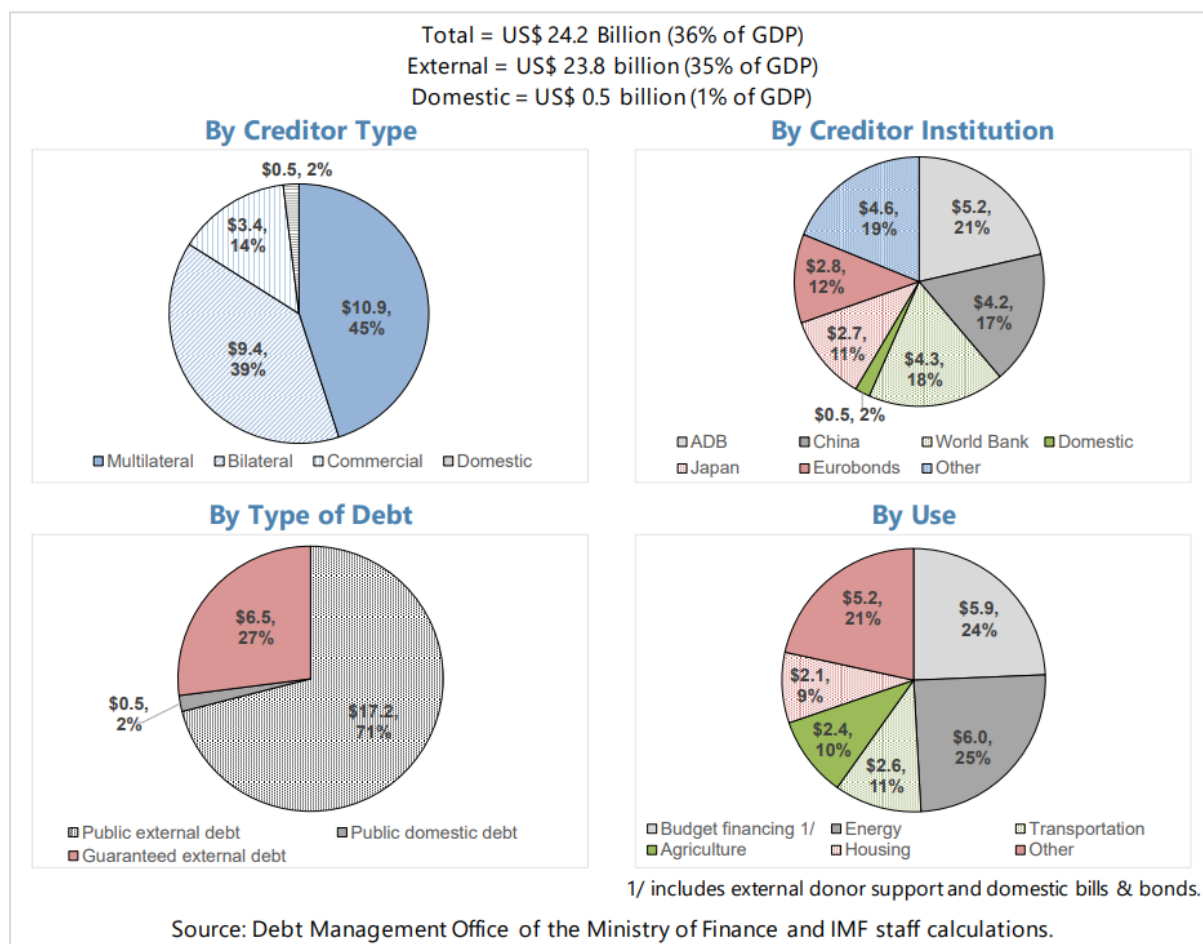 Total = US$ 24.2 Billion (36% of GDP)
External = US$ 23.8 billion (35% of GDP)
Domestic = US$ 0.5 billion (1% of GDP)
By Creditor Type
$0.5, 2%
$3.4,
14%
$10.9,
45%
$9.4,
39%
Multilateral
Bilateral
Commercial
Domestic
By Creditor Institution
$4.6,
19%
$5.2,
21%
$2.8,
12%
$4.2,
17%
$2.7,
11%
$4.3,
18%
$0.5, 2%
ADB
China
World Bank
Domestic
Japan
Eurobonds
Other
By Type of Debt
$6.5,
27%
$0.5,
2%
$17.2,
71%
Public external debt
Public domestic debt
Guaranteed external debt
By Use
$5.2,
21%
$5.9,
24%
$2.1,
9%
$2.4,
10%
$6.0,
25%
$2.6,
11%
Budget financing 1/
Energy
Transportation
Agriculture
Housing
Other
1/ includes external donor support and domestic bills & bonds.
Source: Debt Management Office of the Ministry of Finance and IMF staff calculations.